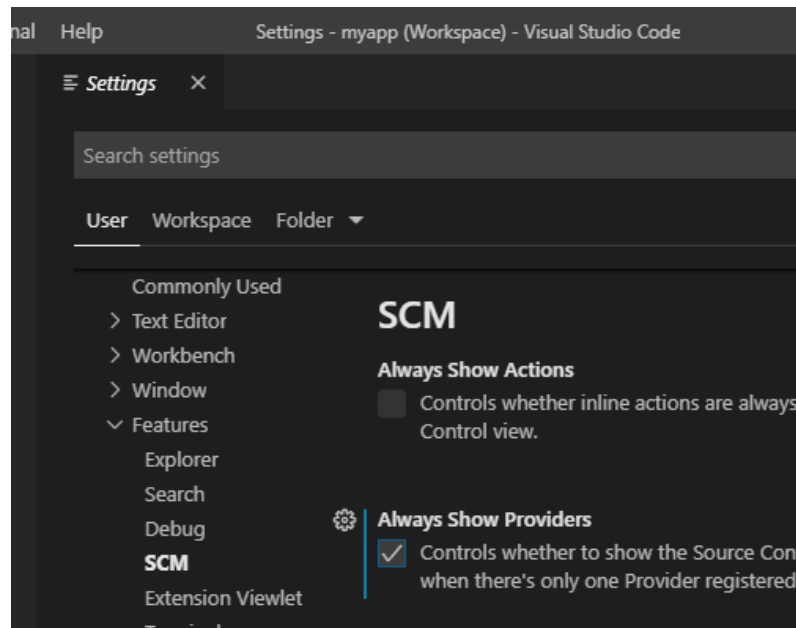 Help
Settings - myapp (Workspace) - Visual Studio Code
Settings
Search settings
User Workspace Folder
Commonly Used
Text Editor
Workbench
Window
Features
Explorer
Search
Debug
SCM
Extension Viewlet
SCM
Always Show Actions
Controls whether inline actions are always
Control view.
Always Show Providers
Controls whether to show the Source Con
when there's only one Provider registered